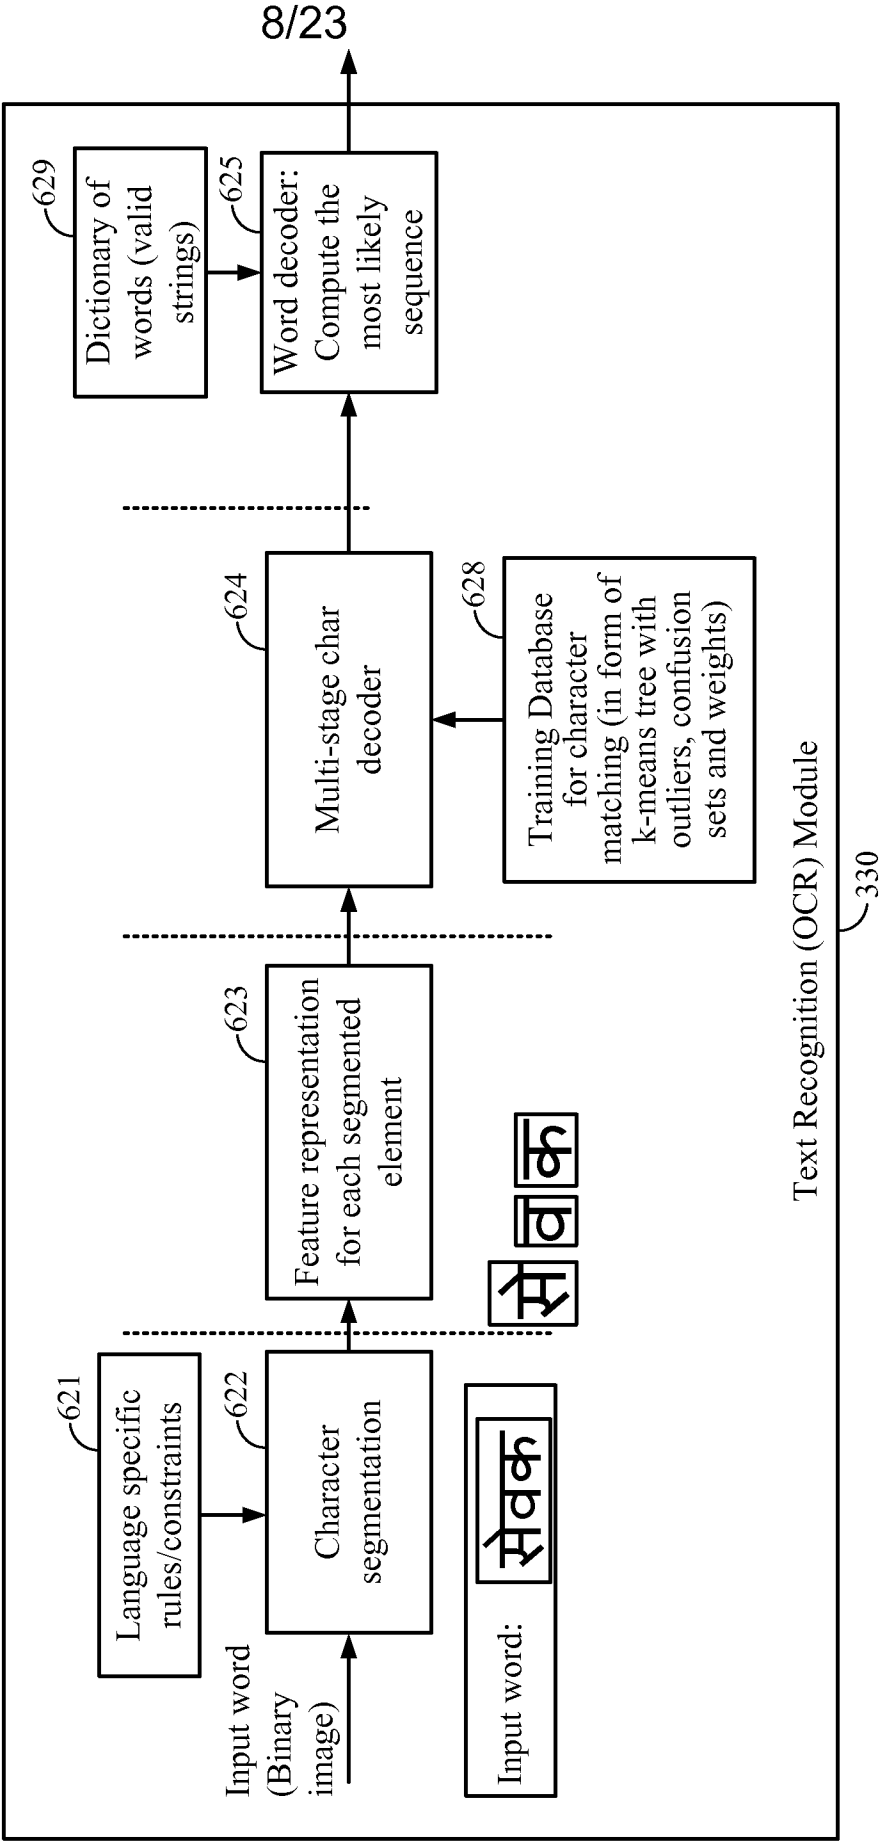 8/23
621
Language specific
rules/constraints
Input word
(Binary
image)
622
Character
segmentation
Input word:
सेवक
623
Feature representation
for each segmented
element
से
व
क
624
Multi-stage char
decoder
628
Training Database
for character
matching (in form of
k-means tree with
outliers, confusion
sets and weights)
629
Dictionary of
words (valid
strings)
625
Word decoder:
Compute the
most likely
sequence
Text Recognition (OCR) Module
330